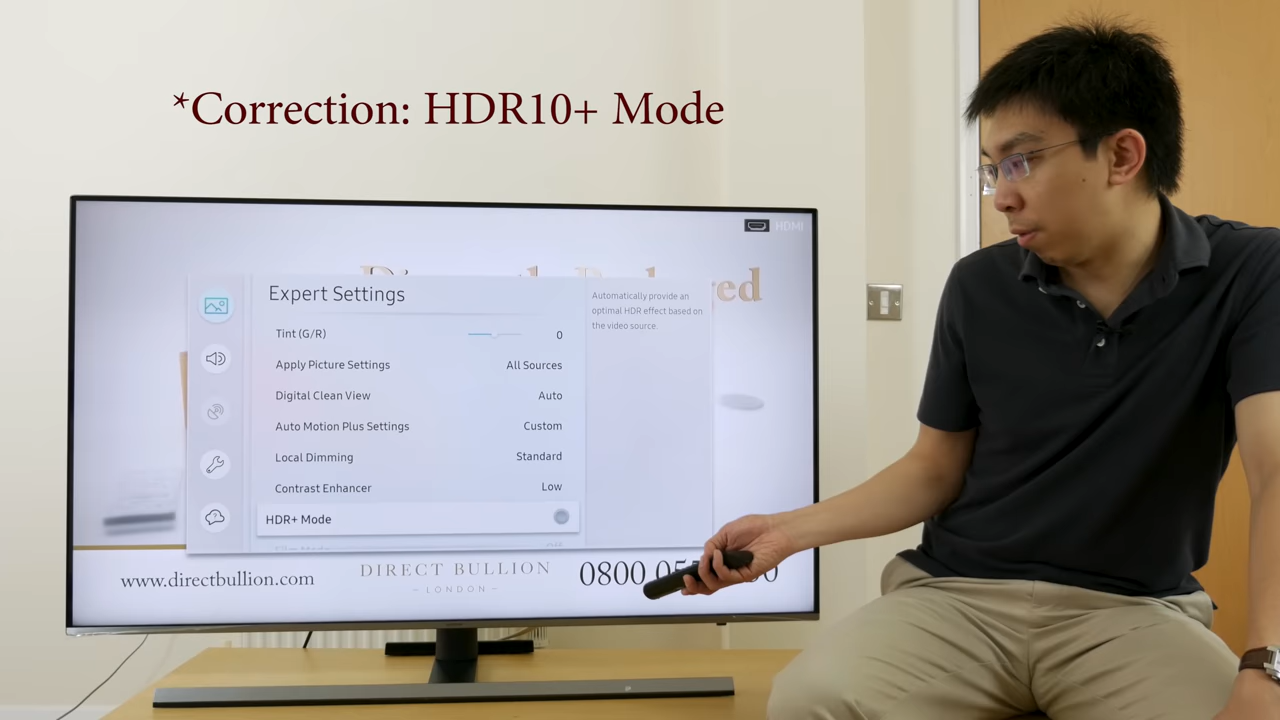 *Correction: HDR10+ Mode
HDMI
Expert Settings
Automatically provide an
optimal HDR effect based on
the video source.
Tint (G/R) 0
Apply Picture Settings All Sources
Digital Clean View Auto
Auto Motion Plus Settings Custom
Local Dimming Standard
Contrast Enhancer Low
HDR+ Mode
www.directbullion.com
DIRECT BULLION
- LONDON -
0800